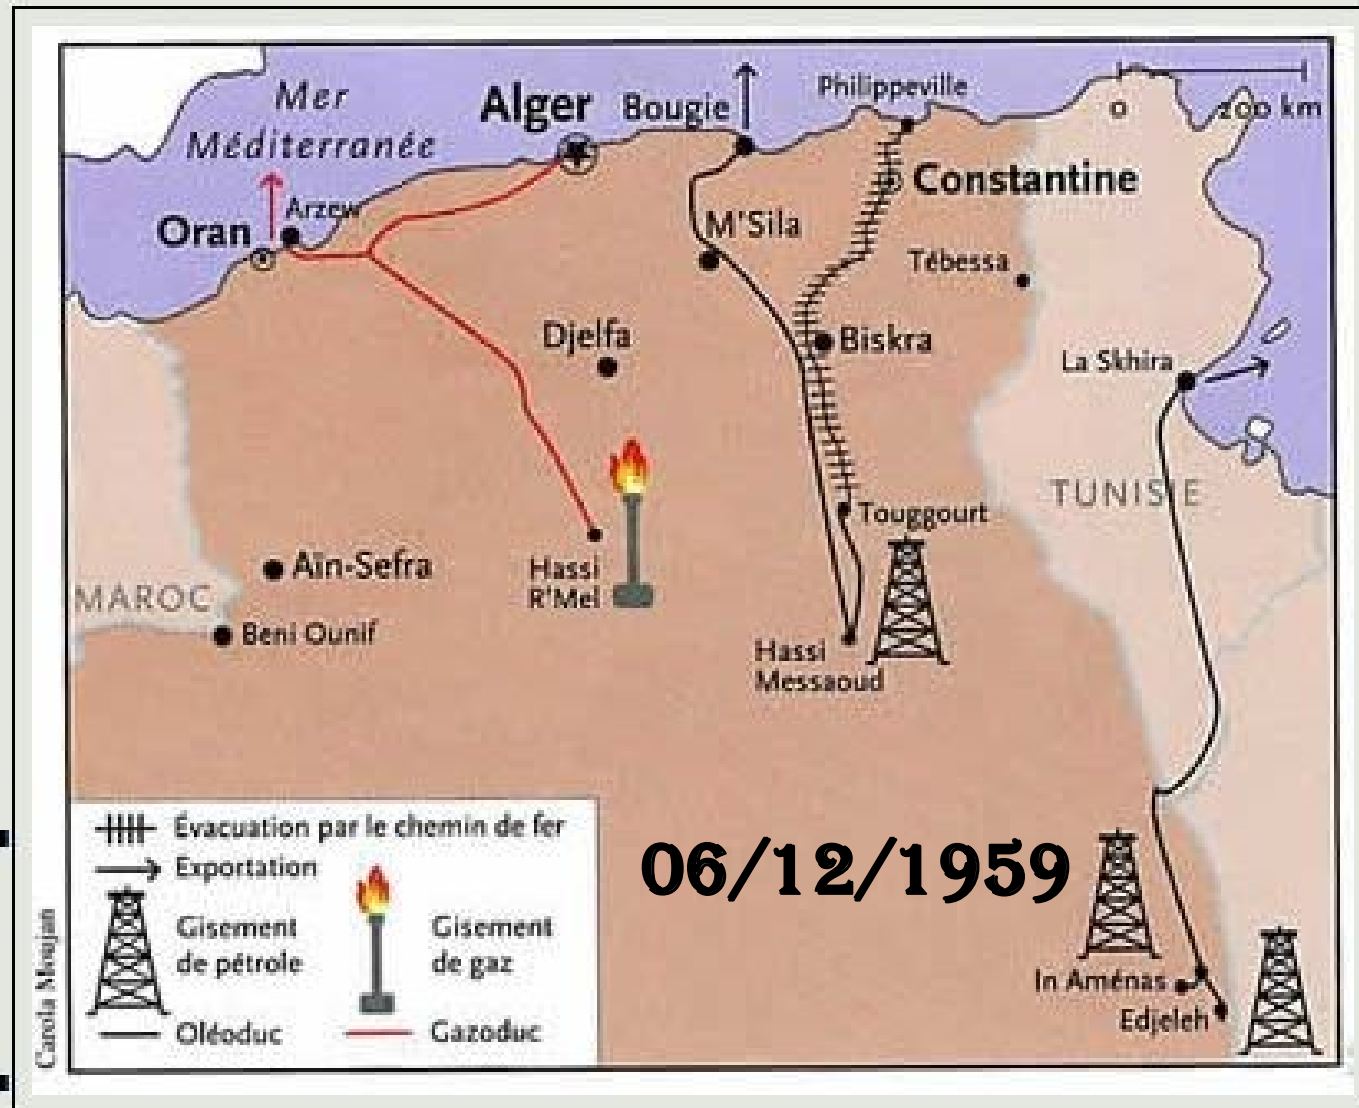 Mer
Méditerranée
Alger
Bougie
Philippeville
0
200 km
Arzew
Oran
Constantine
M'Sila
Tébessa
Djelfa
Biskra
La Skhira
TUNISIE
Touggourt
Aïn-Sefra
Hassi
R'Mel
MAROC
Beni Ounif
Hassi
Messaoud
06/12/1959
In Aménas
Edjeleh
Évacuation par le chemin de fer
Exportation
Gisement
de pétrole
Gisement
de gaz
Oléoduc
Gazoduc
Carola Moujan